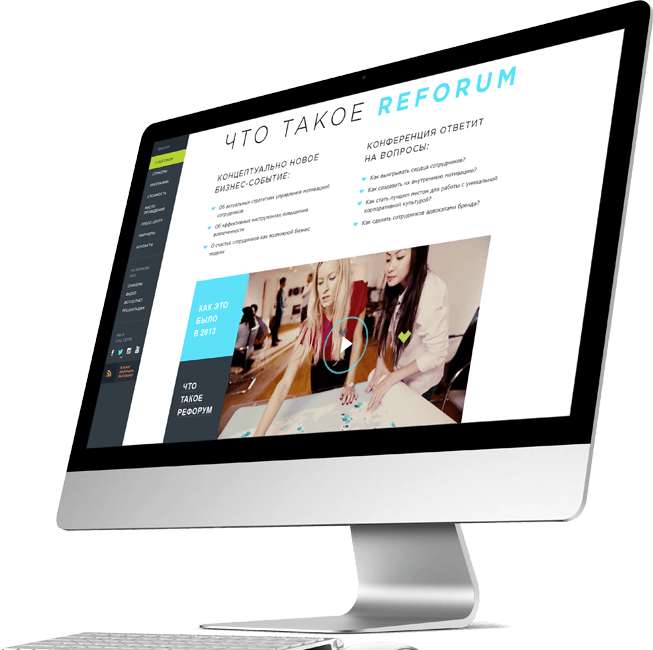 ЧТО ТАКОЕ REFORUM
КОНЦЕПТУАЛЬНО НОВОЕ
БИЗНЕС-СОБЫТИЕ:
Об актуальных стратегиях управления мотивацией
сотрудников
Об эффективных инструментах повышения
вовлеченности
О счастье сотрудников как возможной бизнес
модели
КОНФЕРЕНЦИЯ ОТВЕТИТ
НА ВОПРОСЫ:
Как выигрывать сердца сотрудников?
Как создавать их внутреннюю мотивацию?
Как стать лучшим местом для работы с уникальной
корпоративной культурой?
Как сделать сотрудников адвокатами бренда?
СПИКЕРЫ
ПРОГРАММА
СТОИМОСТЬ
МЕСТО
ПРОВЕДЕНИЯ
ПРЕСС-ЦЕНТР
ПАРТНЕРЫ
КОНТАКТЫ
СПИКЕРЫ
ВИДЕО
ФОТООТЧЕТ
ПРЕЗЕНТАЦИИ
КАК ЭТО
БЫЛО
В 2013
ЧТО
ТАКОЕ
РЕФОРУМ